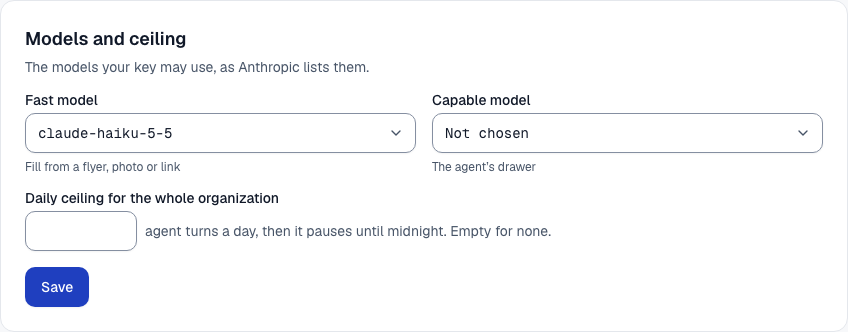 Models and ceiling
The models your key may use, as Anthropic lists them.
Fast model
Capable model
claude-haiku-5-5
Not chosen
Fill from a flyer, photo or link
The agent's drawer
Daily ceiling for the whole organization
agent turns a day, then it pauses until midnight. Empty for none.
Save